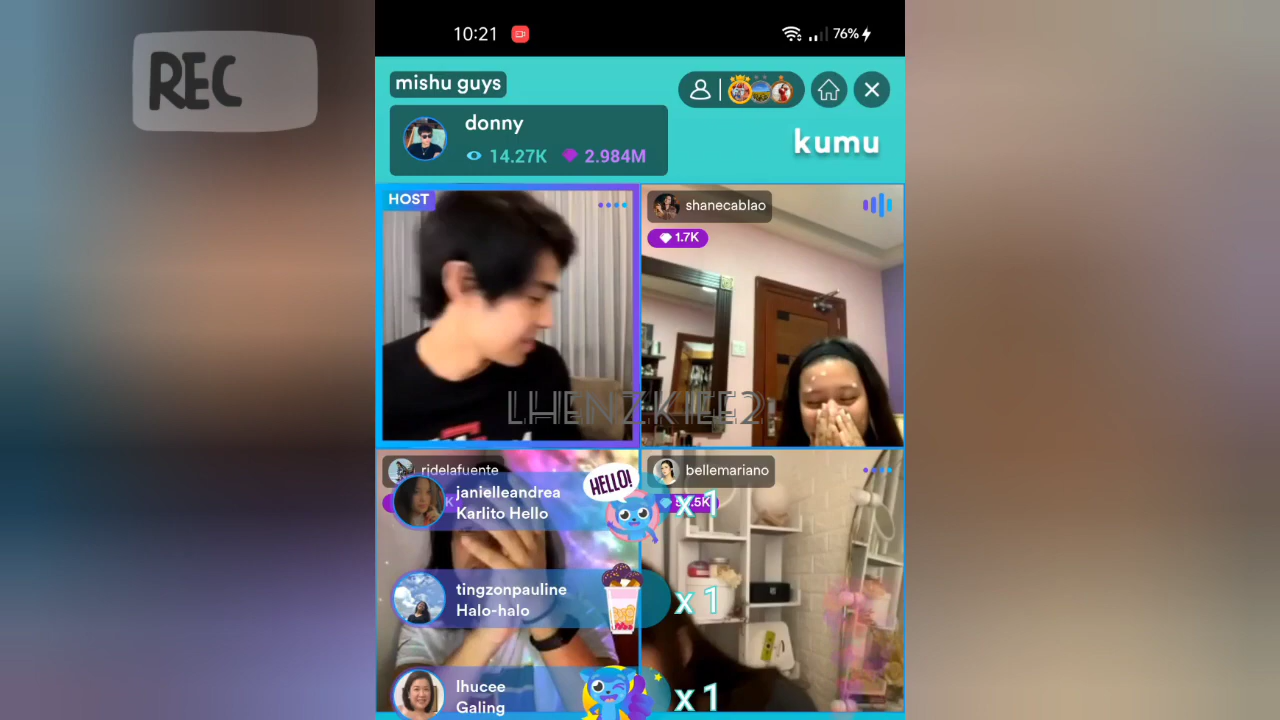 REC
10:21
76%
mishu guys
donny
14.27K 2.984M
kumu
HOST
shanecablao
1.7K
LHENZKIEE2
ridelafuente
bellemariano
janielleandrea
Karlito Hello
HELLO!
x 1
tingzonpauline
Halo-halo
x 1
lhucee
Galing
x 1